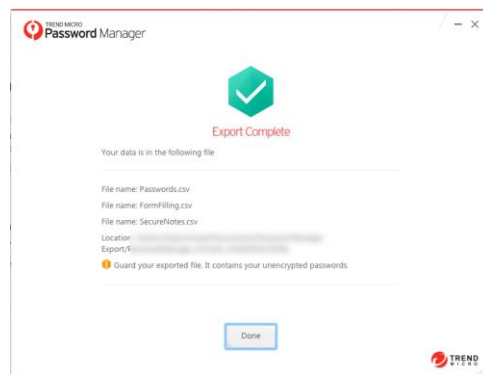 TREND MICRO
Password Manager
Export Complete
Your data is in the following file
File name: Passwords.csv
File name: FormFilling.csv
File name: SecureNotes.csv
Location
Export/
Guard your exported file. It contains your unencrypted passwords.
Done
TREND
MICRO